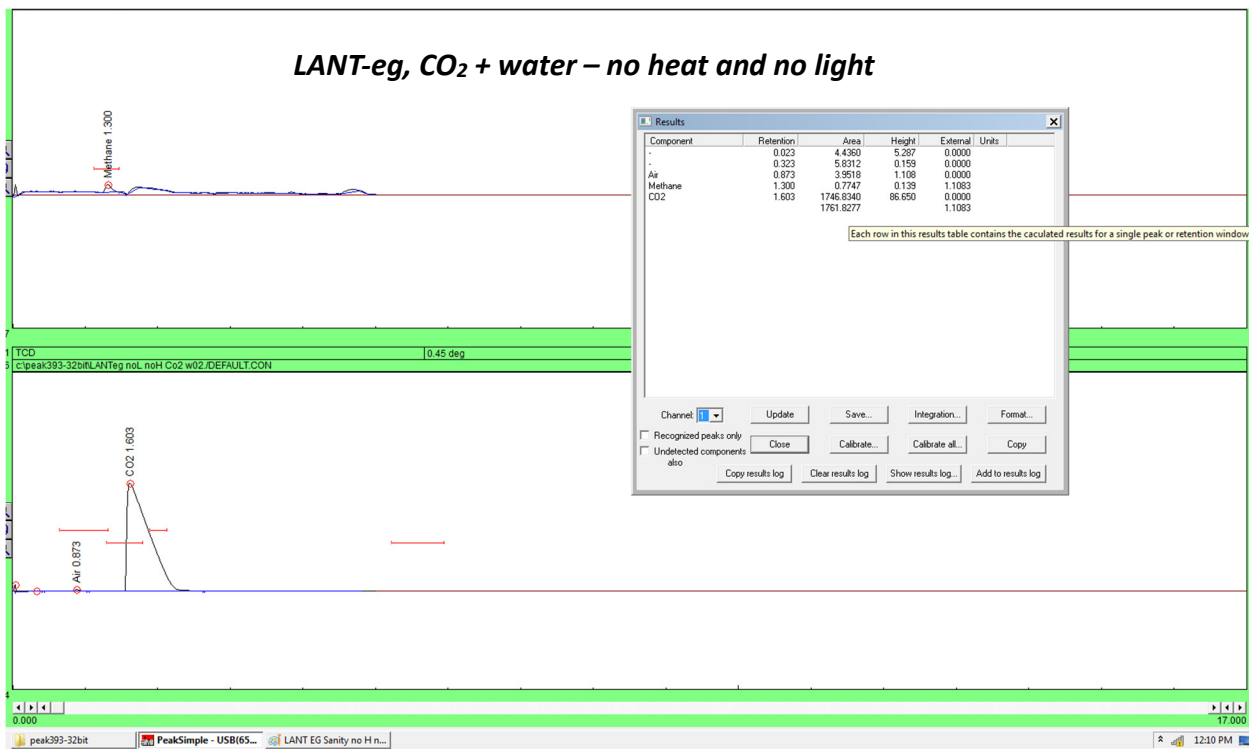 LANT-eg, CO2 + water – no heat and no light
Methane 1.300
Results
Component Retention Area Height External Units
- 0.023 4.4360 5.287 0.0000
- 0.323 5.8312 0.159 0.0000
Air 0.873 3.9518 1.108 0.0000
Methane 1.300 0.7747 0.139 1.1083
CO2 1.603 1746.8340 86.650 0.0000
1761.8277 1.1083
Each row in this results table contains the caculated results for a single peak or retention window
TCD 0.45 deg
c:\peak393-32bit\LANTeg noL noH Co2 w02./DEFAULT.CON
Channel: 1 Update Save... Integration... Format...
Recognized peaks only
Undetected components also
Close Calibrate... Calibrate all... Copy
Copy results log Clear results log Show results log... Add to results log
CO2 1.603
Air 0.873
0.000 17.000
peak393-32bit PeakSimple - USB(65... LANT EG Sanity no H n... 12:10 PM